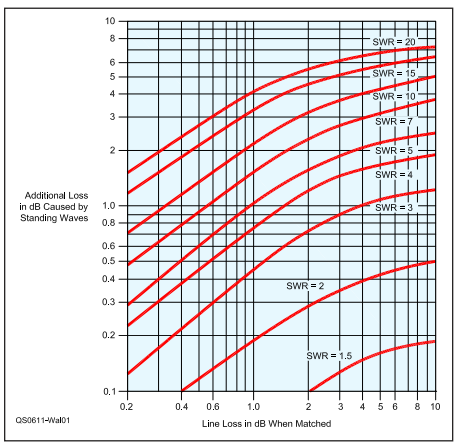 10
8
6
5
4
3
2
1.0
0.8
0.6
0.5
0.4
0.3
0.2
0.1
Additional Loss
in dB Caused by
Standing Waves
SWR = 20
SWR = 15
SWR = 10
SWR = 7
SWR = 5
SWR = 4
SWR = 3
SWR = 2
SWR = 1.5
0.2 0.4 0.6 1.0 2 3 4 5 6 8 10
QS0611-Wal01
Line Loss in dB When Matched